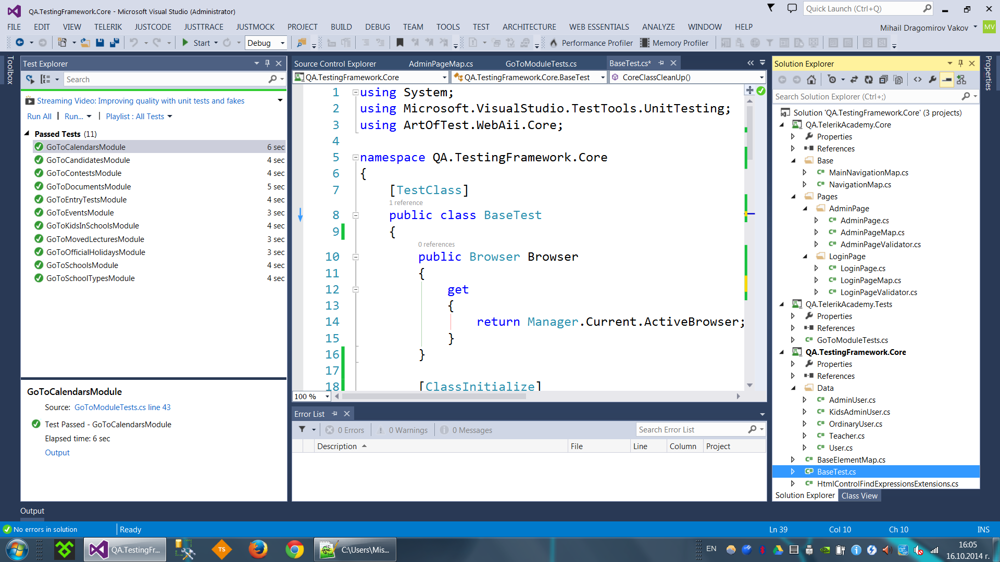 QA.TestingFramework.Core - Microsoft Visual Studio (Administrator)
Quick Launch (Ctrl+Q)
FILE EDIT VIEW TELERIK JUSTCODE JUSTTRACE JUSTMOCK PROJECT BUILD DEBUG TEAM TOOLS TEST ARCHITECTURE WEB ESSENTIALS ANALYZE WINDOW HELP
Mihail Dragomirov Vakov MV
Start Debug Performance Profiler Memory Profiler
Toolbox
Test Explorer
Search
Streaming Video: Improving quality with unit tests and fakes
Run All Run... Playlist : All Tests
Passed Tests (11)
GoToCalendarsModule 6 sec
GoToCandidatesModule 4 sec
GoToContestsModule 4 sec
GoToDocumentsModule 5 sec
GoToEntryTestsModule 4 sec
GoToEventsModule 3 sec
GoToKidsInSchoolsModule 4 sec
GoToMovedLecturesModule 3 sec
GoToOfficialHolidaysModule 3 sec
GoToSchoolsModule 4 sec
GoToSchoolTypesModule 4 sec
GoToCalendarsModule
Source: GoToModuleTests.cs line 43
Test Passed - GoToCalendarsModule
Elapsed time: 6 sec
Output
Source Control Explorer AdminPageMap.cs GoToModuleTests.cs BaseTest.cs*
QA.TestingFramework.Core QA.TestingFramework.Core.BaseTest CoreClassCleanUp()
1 using System;
2 using Microsoft.VisualStudio.TestTools.UnitTesting;
3 using ArtOfTest.WebAii.Core;
4
5 namespace QA.TestingFramework.Core
6 {
7 [TestClass]
1 reference
8 public class BaseTest
9 {
0 references
10 public Browser Browser
11 {
12 get
13 {
14 return Manager.Current.ActiveBrowser;
15 }
16 }
17
18 [ClassInitialize]
100 %
Error List
0 Errors 0 Warnings 0 Messages
Search Error List
Description File Line Column Project
Solution Explorer
Search Solution Explorer (Ctrl+;)
Solution 'QA.TestingFramework.Core' (3 projects)
QA.TelerikAcademy.Core
Properties
References
Base
C# MainNavigationMap.cs
C# NavigationMap.cs
Pages
AdminPage
C# AdminPage.cs
C# AdminPageMap.cs
C# AdminPageValidator.cs
LoginPage
C# LoginPage.cs
C# LoginPageMap.cs
C# LoginPageValidator.cs
QA.TelerikAcademy.Tests
Properties
References
C# GoToModuleTests.cs
QA.TestingFramework.Core
Properties
References
Data
C# AdminUser.cs
C# KidsAdminUser.cs
C# OrdinaryUser.cs
C# Teacher.cs
C# User.cs
C# BaseElementMap.cs
C# BaseTest.cs
C# HtmlControlFindExpressionsExtensions.cs
Solution Explorer Class View
Properties
Output
No errors in solution Ready Ln 39 Col 10 Ch 10 INS
QA.TestingFr... TS C:\Users\Mis... EN 16:05
16.10.2014 г.